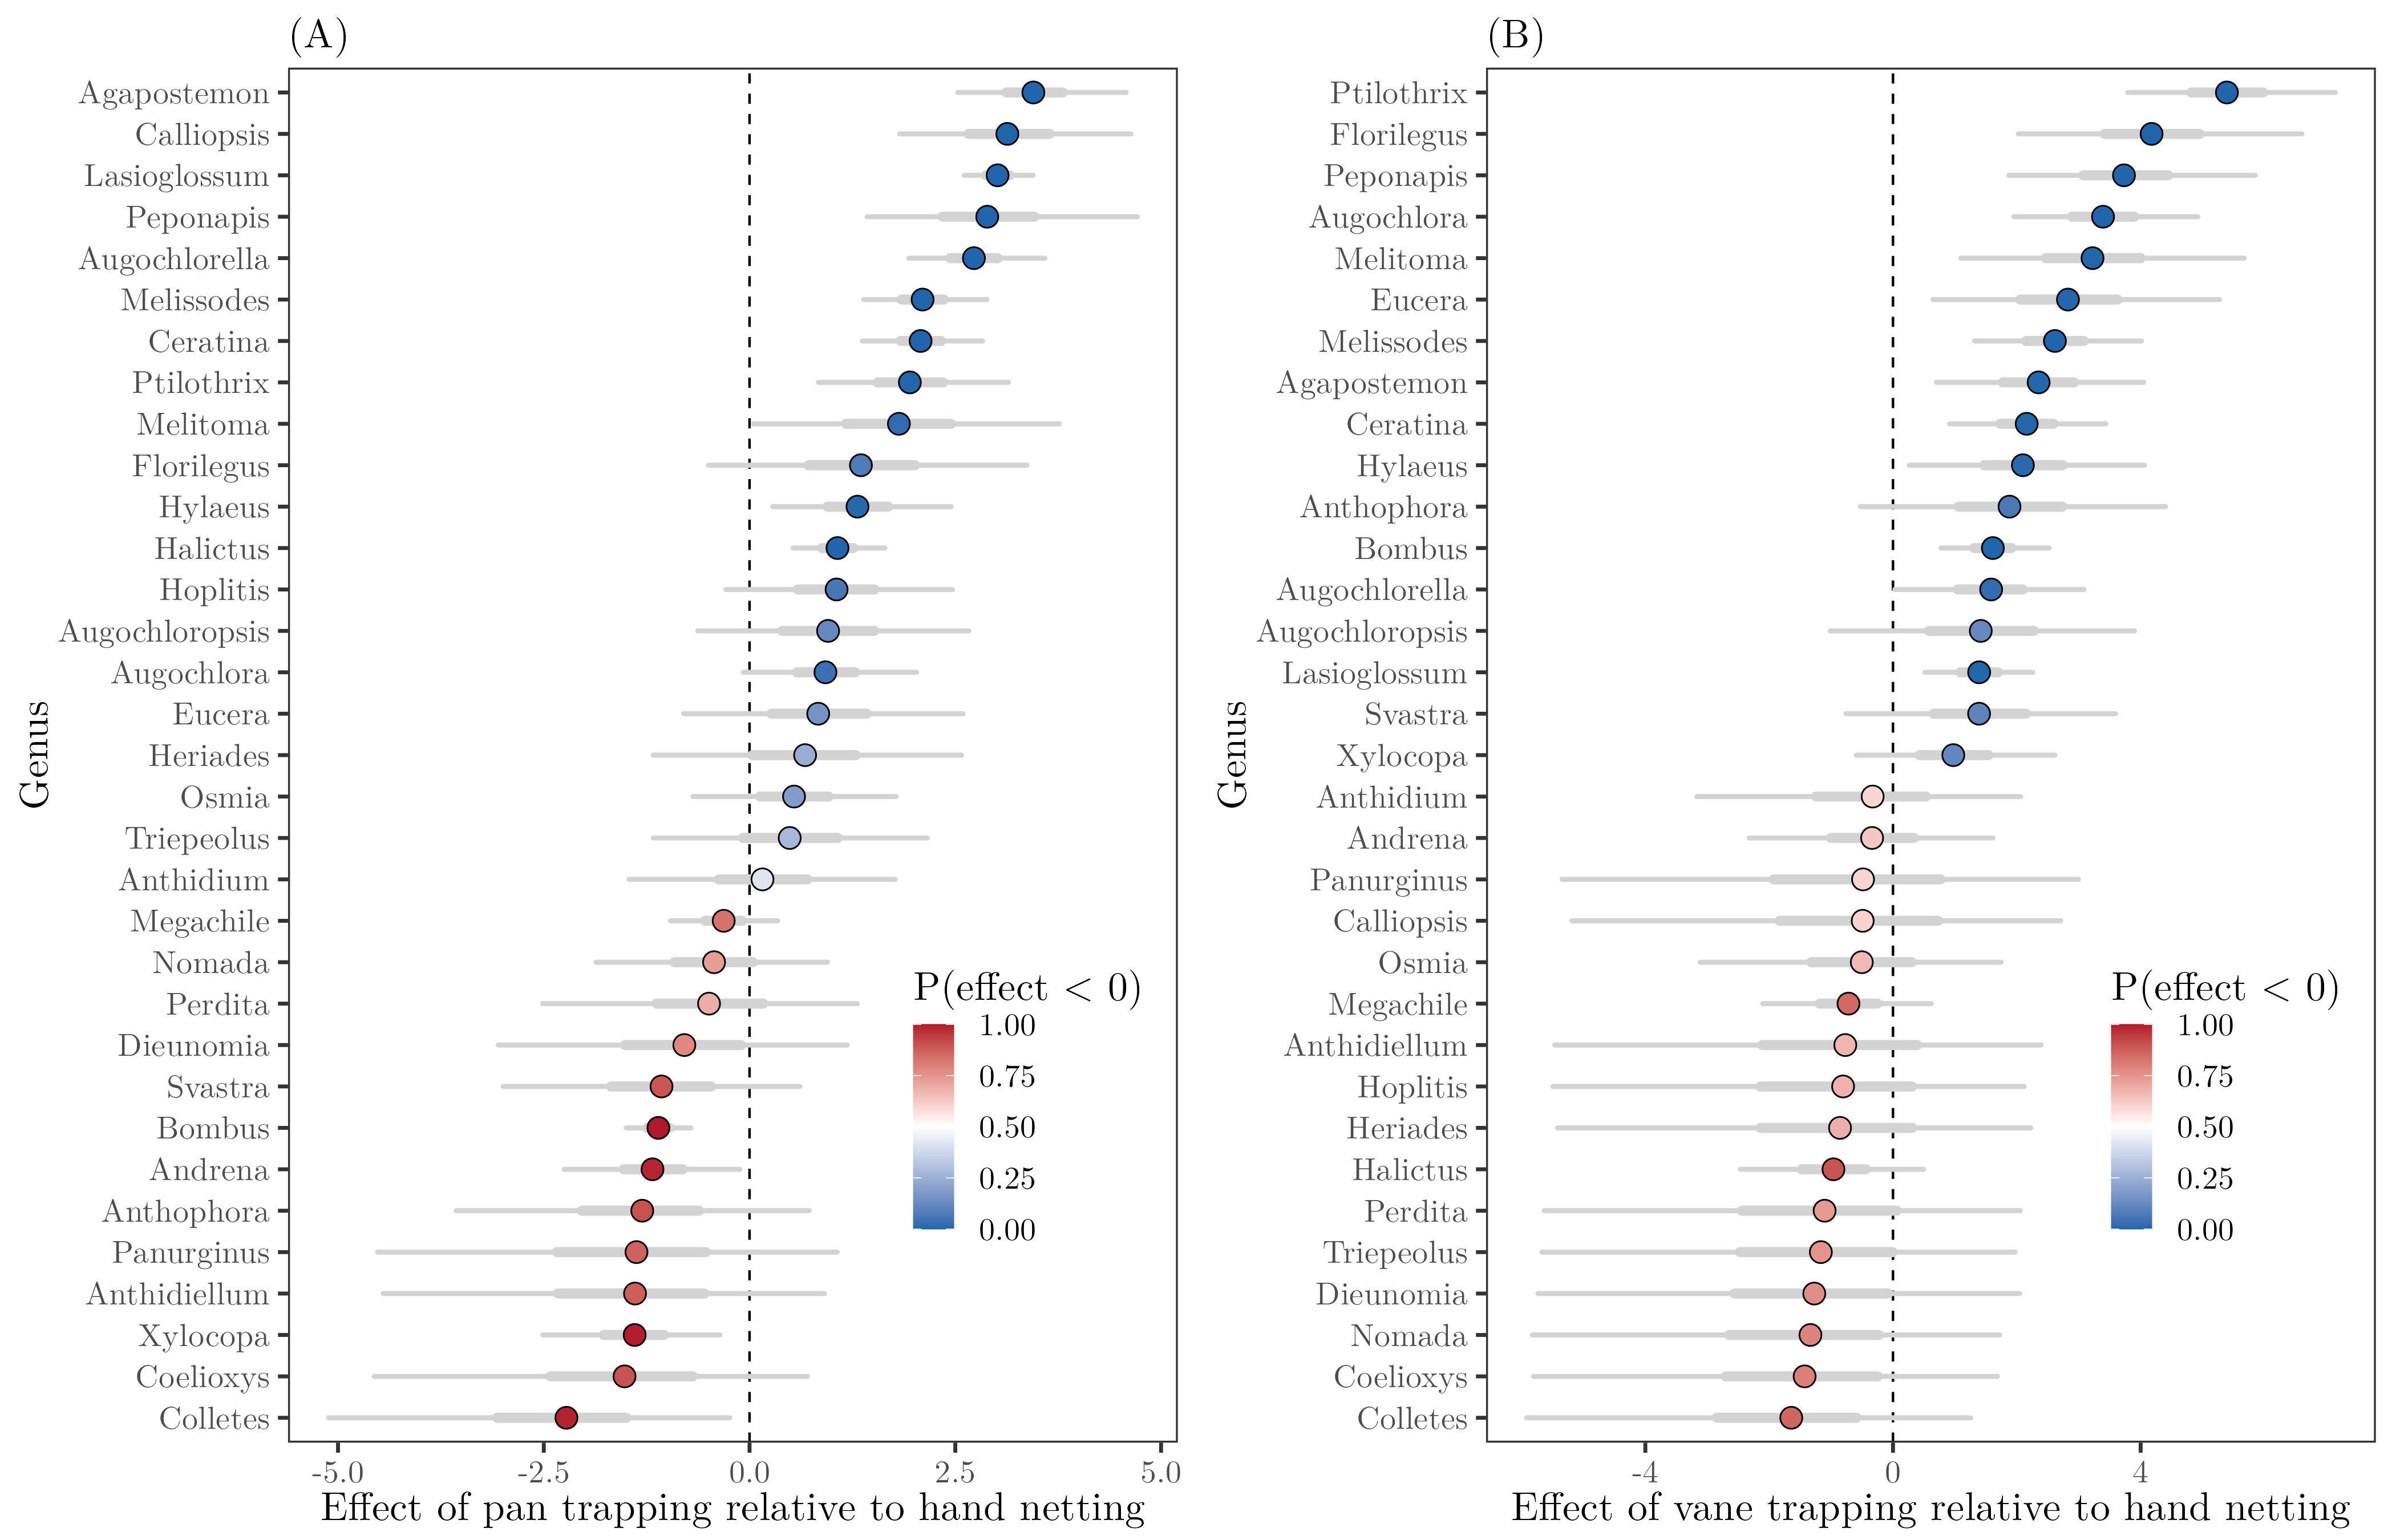 (A)
Agapostemon
Calliopsis
Lasioglossum
Peponapis
Augochlorella
Melissodes
Ceratina
Ptilothrix
Melitoma
Florilegus
Hylaeus
Halictus
Hoplitis
Augochloropsis
Augochlora
Eucera
Heriades
Osmia
Triepeolus
Anthidium
Megachile
Nomada
Perdita
Dieunomia
Svastra
Bombus
Andrena
Anthophora
Panurginus
Anthidiellum
Xylocopa
Coelioxys
Colletes
Genus
P(effect < 0)
1.00
0.75
0.50
0.25
0.00
-5.0 -2.5 0.0 2.5 5.0
Effect of pan trapping relative to hand netting
(B)
Ptilothrix
Florilegus
Peponapis
Augochlora
Melitoma
Eucera
Melissodes
Agapostemon
Ceratina
Hylaeus
Anthophora
Bombus
Augochlorella
Augochloropsis
Lasioglossum
Svastra
Xylocopa
Anthidium
Andrena
Panurginus
Calliopsis
Osmia
Megachile
Anthidiellum
Hoplitis
Heriades
Halictus
Perdita
Triepeolus
Dieunomia
Nomada
Coelioxys
Colletes
Genus
P(effect < 0)
1.00
0.75
0.50
0.25
0.00
-4 0 4
Effect of vane trapping relative to hand netting